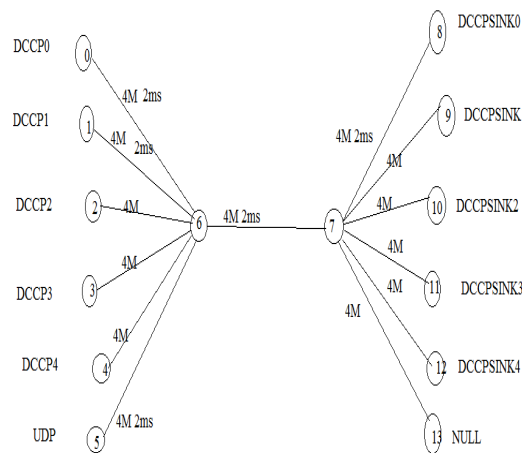 DCCP0
0
DCCP1
1
DCCP2
2
DCCP3
3
DCCP4
4
UDP
5
4M 2ms
4M
2ms
4M
4M
4M
4M 2ms
6
4M 2ms
7
4M 2ms
4M
4M
4M
4M
4M
8
DCCPSINK0
9
DCCPSINK
10
DCCPSINK2
11
DCCPSINK3
12
DCCPSINK4
13
NULL